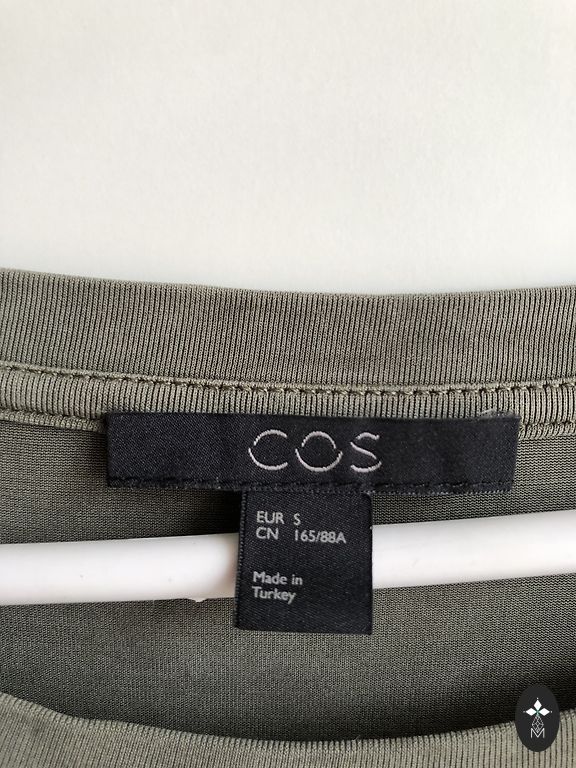 COS
EUR S
CN 165/88A
Made in
Turkey
M